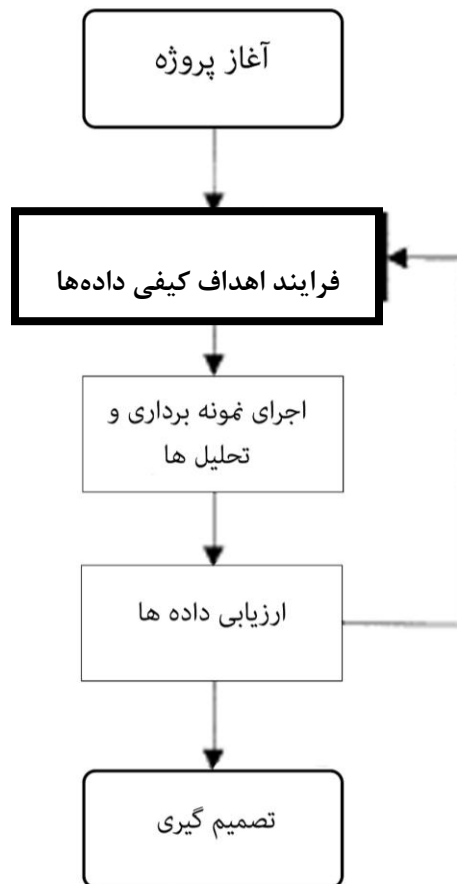 آغاز پروژه
فرایند اهداف کیفی داده‌ها
اجرای نمونه برداری و
تحلیل ها
ارزیابی داده ها
تصمیم گیری